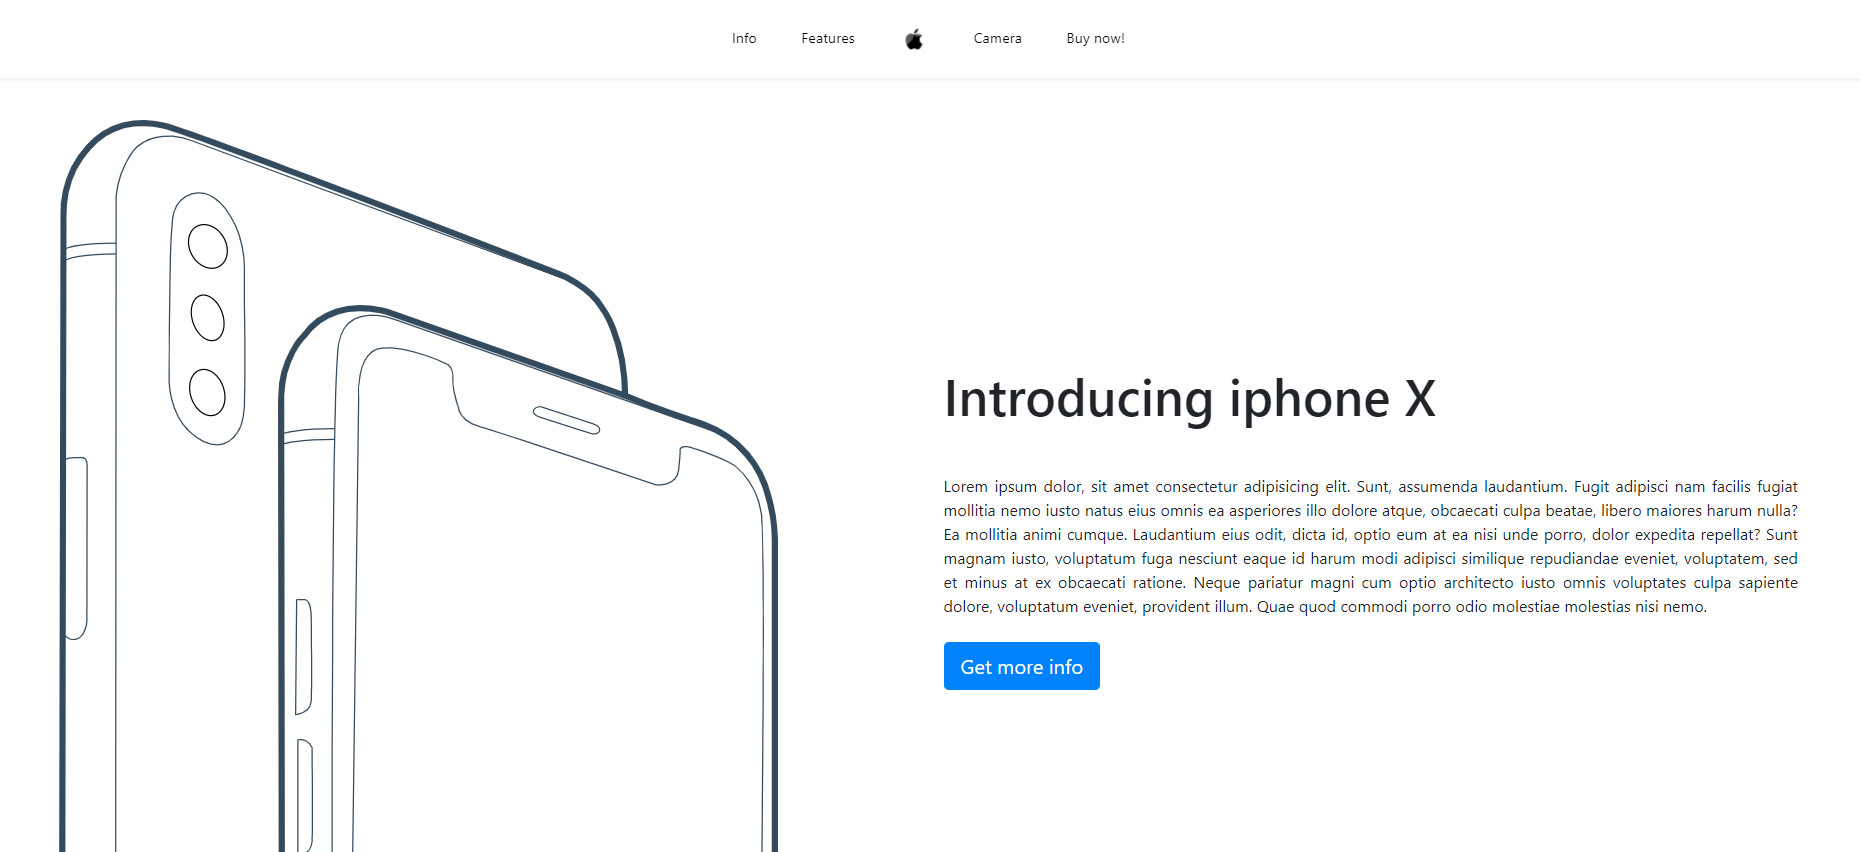 Info Features Camera Buy now!
Introducing iphone X
Lorem ipsum dolor, sit amet consectetur adipisicing elit. Sunt, assumenda laudantium. Fugit adipisci nam facilis fugiat
mollitia nemo iusto natus eius omnis ea asperiores illo dolore atque, obcaecati culpa beatae, libero maiores harum nulla?
Ea mollitia animi cumque. Laudantium eius odit, dicta id, optio eum at ea nisi unde porro, dolor expedita repellat? Sunt
magnam iusto, voluptatum fuga nesciunt eaque id harum modi adipisci similique repudiandae eveniet, voluptatem, sed
et minus at ex obcaecati ratione. Neque pariatur magni cum optio architecto iusto omnis voluptates culpa sapiente
dolore, voluptatum eveniet, provident illum. Quae quod commodi porro odio molestiae molestias nisi nemo.
Get more info